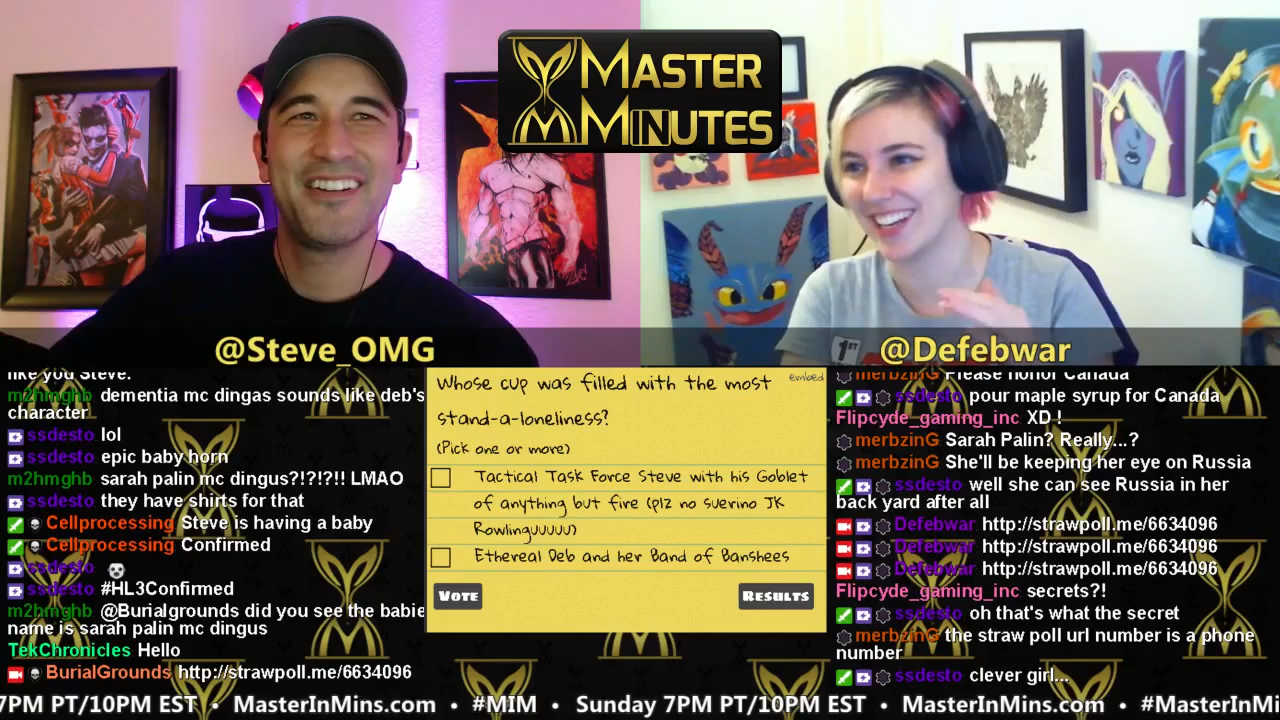 MASTER
MINUTES
1ST
@Steve_OMG
@Defebwar
like you Steve.
m2hmghb dementia mc dingas sounds like deb's
character
ssdesto lol
ssdesto epic baby horn
m2hmghb sarah palin mc dingus?!?!?!! LMAO
ssdesto they have shirts for that
Cellprocessing Steve is having a baby
Cellprocessing Confirmed
ssdesto
ssdesto #HL3Confirmed
m2hmghb @Burialgrounds did you see the babie
name is sarah palin mc dingus
TekChronicles Hello
BurialGrounds http://strawpoll.me/6634096
Whose cup was filled with the most
embed
stand-a-loneliness?
(Pick one or more)
Tactical Task Force Steve with his Goblet
of anything but fire (plz no suerino JK
Rowlinguuuuu)
Ethereal Deb and her Band of Banshees
VOTE
RESULTS
merbzinG Please honor Canada
ssdesto pour maple syrup for Canada
Flipcyde_gaming_inc XD !
merbzinG Sarah Palin? Really...?
merbzinG She'll be keeping her eye on Russia
ssdesto well she can see Russia in her
back yard after all
Defebwar http://strawpoll.me/6634096
Defebwar http://strawpoll.me/6634096
Defebwar http://strawpoll.me/6634096
Flipcyde_gaming_inc secrets?!
ssdesto oh that's what the secret
merbzinG the straw poll url number is a phone
number
ssdesto clever girl...
7PM PT/10PM EST • MasterInMins.com • #MIM • Sunday 7PM PT/10PM EST • MasterInMins.com • #MasterInMi